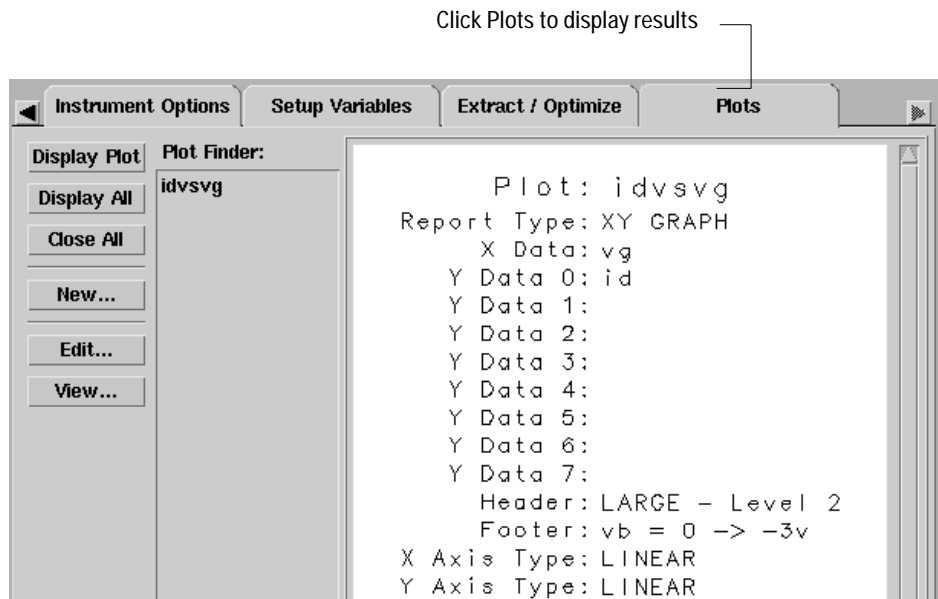 Click Plots to display results
Instrument Options
Setup Variables
Extract / Optimize
Plots
Display Plot
Display All
Close All
New...
Edit...
View...
Plot Finder:
idvsvg
Plot: idvsvg
Report Type: XY GRAPH
X Data: vg
Y Data 0: id
Y Data 1:
Y Data 2:
Y Data 3:
Y Data 4:
Y Data 5:
Y Data 6:
Y Data 7:
Header: LARGE - Level 2
Footer: vb = 0 -> -3v
X Axis Type: LINEAR
Y Axis Type: LINEAR